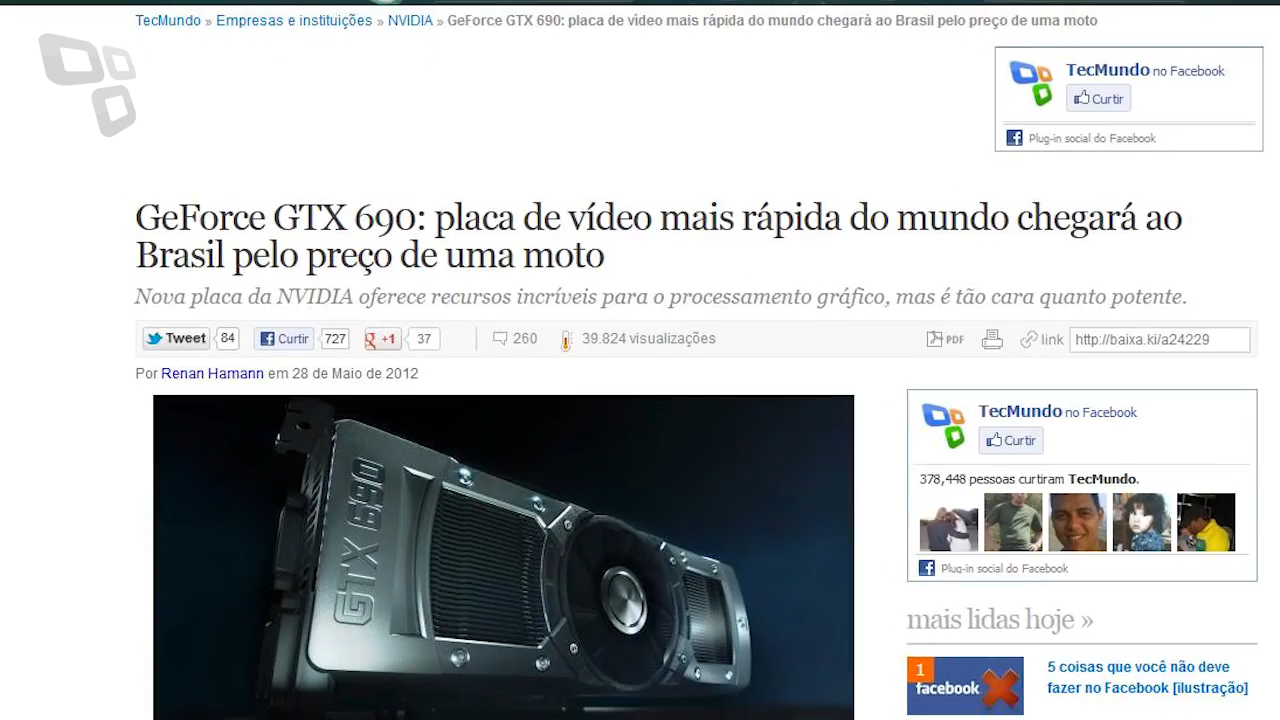 TecMundo » Empresas e instituições » NVIDIA » GeForce GTX 690: placa de vídeo mais rápida do mundo chegará ao Brasil pelo preço de uma moto
TecMundo no Facebook
Curtir
Plug-in social do Facebook
GeForce GTX 690: placa de vídeo mais rápida do mundo chegará ao
Brasil pelo preço de uma moto
Nova placa da NVIDIA oferece recursos incríveis para o processamento gráfico, mas é tão cara quanto potente.
Tweet 84 Curtir 727 +1 37 260 39.824 visualizações PDF link http://baixa.ki/a24229
Por Renan Hamann em 28 de Maio de 2012
GTX 690
TecMundo no Facebook
Curtir
378,448 pessoas curtiram TecMundo.
Plug-in social do Facebook
mais lidas hoje »
1
facebook
5 coisas que você não deve
fazer no Facebook [ilustração]